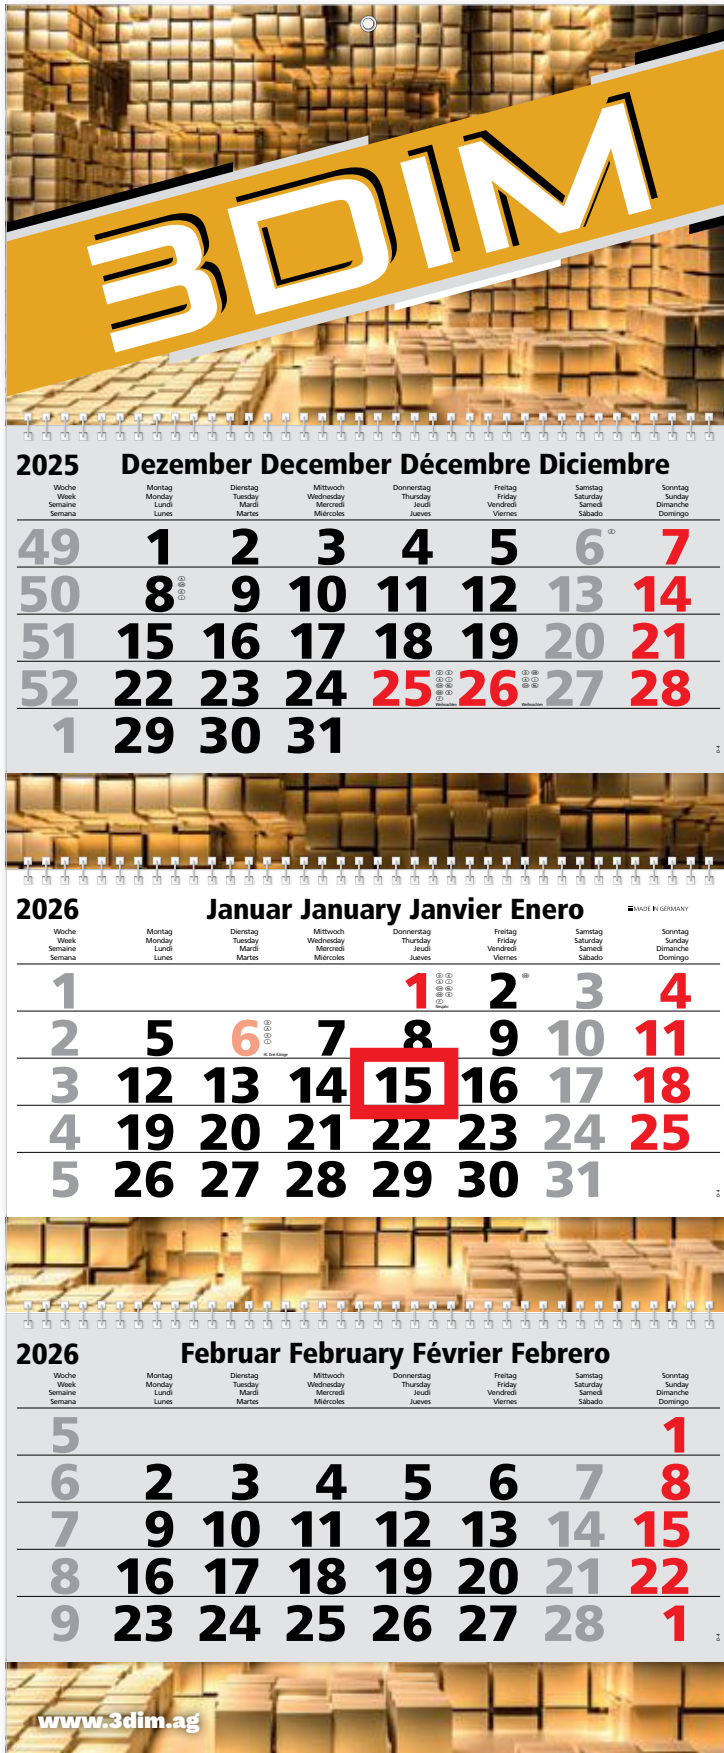 3DIM
2025 Dezember December Décembre Diciembre
Woche Montag Dienstag Mittwoch Donnerstag Freitag Samstag Sonntag
Week Monday Tuesday Wednesday Thursday Friday Saturday Sunday
Semaine Lundi Mardi Mercredi Jeudi Vendredi Samedi Dimanche
Semana Lunes Martes Miércoles Jueves Viernes Sábado Domingo
49 1 2 3 4 5 6 7
50 8 9 10 11 12 13 14
51 15 16 17 18 19 20 21
52 22 23 24 25 26 27 28
Weihnachten Weihnachten
1 29 30 31
2026 Januar January Janvier Enero MADE IN GERMANY
Woche Montag Dienstag Mittwoch Donnerstag Freitag Samstag Sonntag
Week Monday Tuesday Wednesday Thursday Friday Saturday Sunday
Semaine Lundi Mardi Mercredi Jeudi Vendredi Samedi Dimanche
Semana Lunes Martes Miércoles Jueves Viernes Sábado Domingo
1 1 2 3 4
Neujahr
2 5 6 7 8 9 10 11
Hl. Drei Könige
3 12 13 14 15 16 17 18
4 19 20 21 22 23 24 25
5 26 27 28 29 30 31
2026 Februar February Février Febrero
Woche Montag Dienstag Mittwoch Donnerstag Freitag Samstag Sonntag
Week Monday Tuesday Wednesday Thursday Friday Saturday Sunday
Semaine Lundi Mardi Mercredi Jeudi Vendredi Samedi Dimanche
Semana Lunes Martes Miércoles Jueves Viernes Sábado Domingo
5 1
6 2 3 4 5 6 7 8
7 9 10 11 12 13 14 15
8 16 17 18 19 20 21 22
9 23 24 25 26 27 28 1
www.3dim.ag